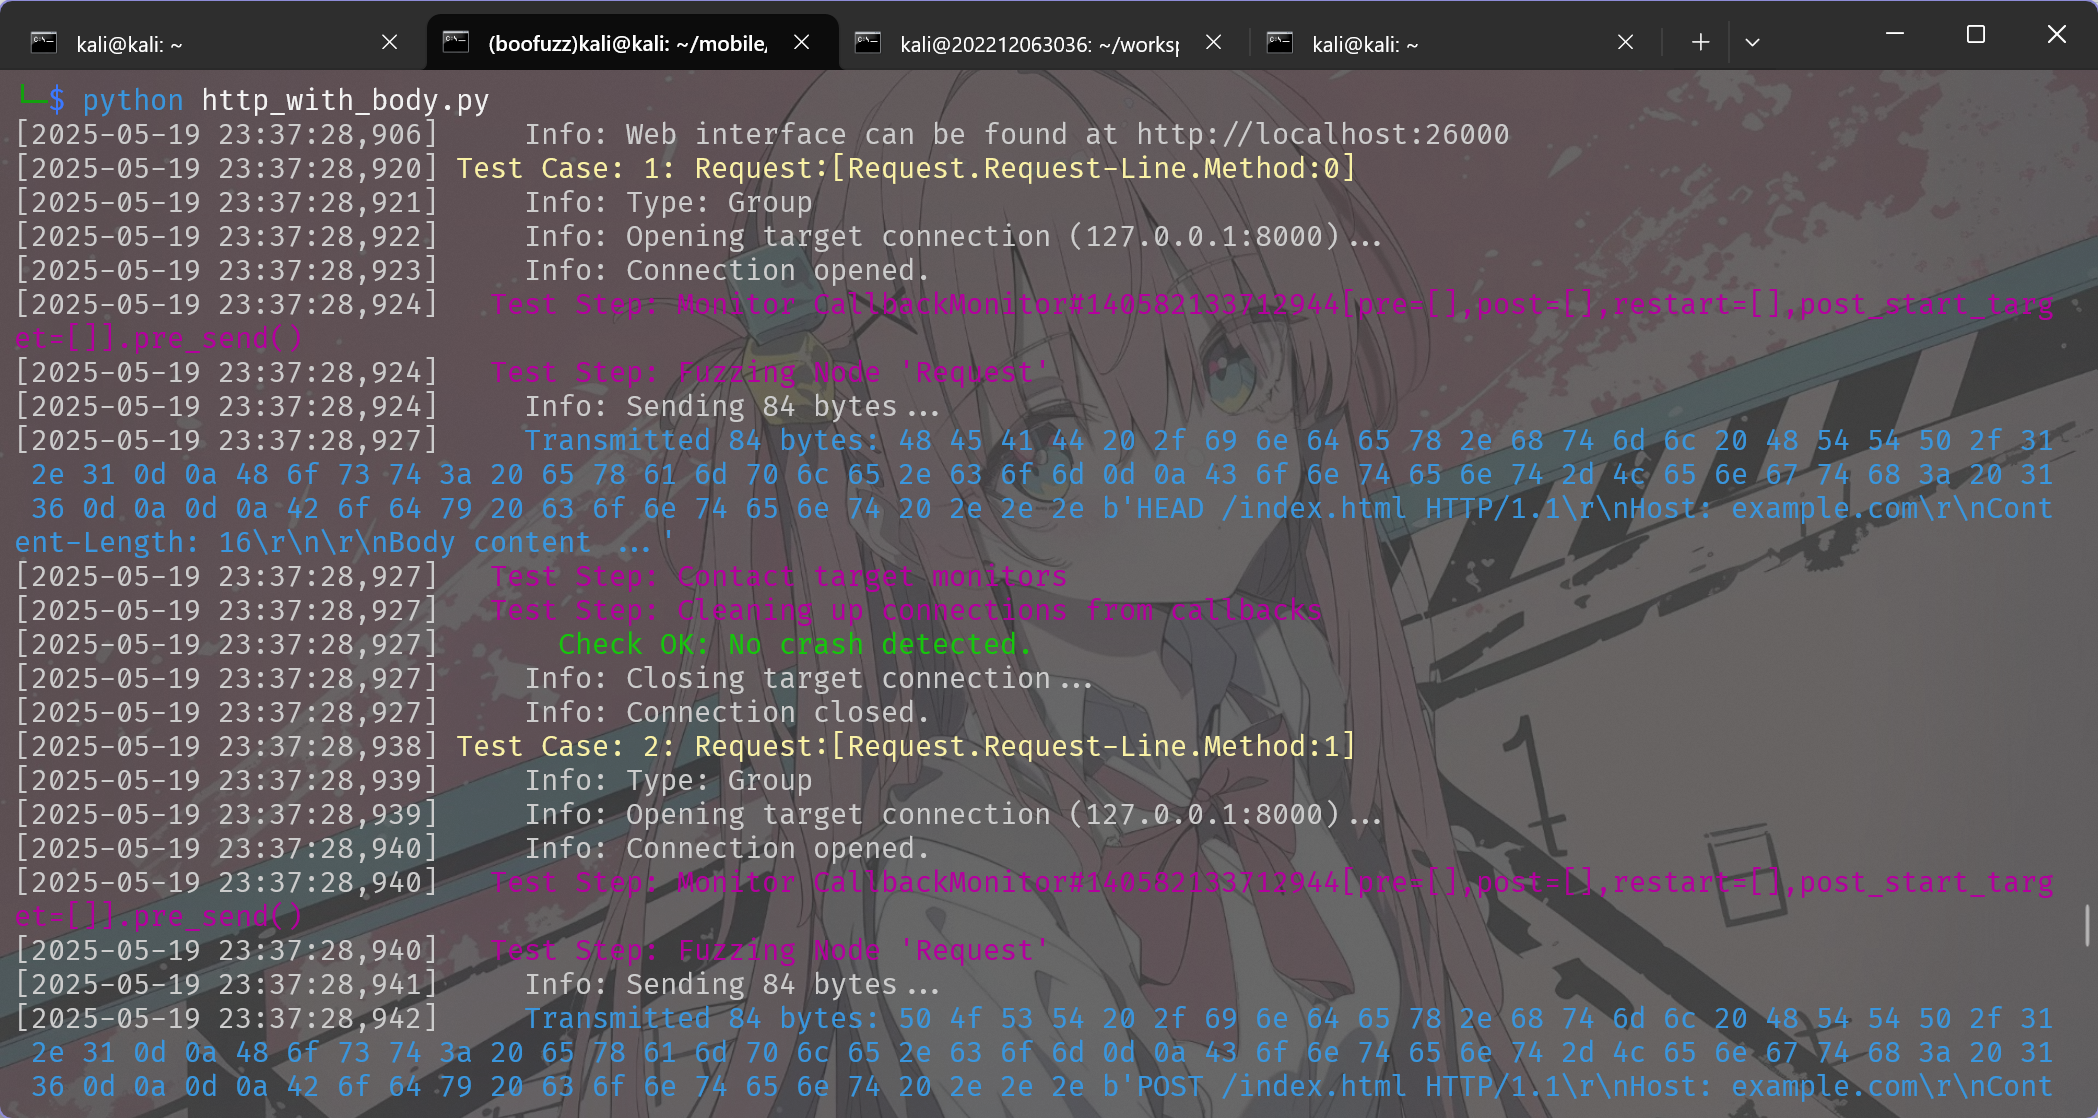 kali@kali: ~
(boofuzz)kali@kali: ~/mobile/
kali@202212063036: ~/worksp
kali@kali: ~
└─$ python http_with_body.py
[2025-05-19 23:37:28,906]     Info: Web interface can be found at http://localhost:26000
[2025-05-19 23:37:28,920] Test Case: 1: Request:[Request.Request-Line.Method:0]
[2025-05-19 23:37:28,921]     Info: Type: Group
[2025-05-19 23:37:28,922]     Info: Opening target connection (127.0.0.1:8000)...
[2025-05-19 23:37:28,923]     Info: Connection opened.
[2025-05-19 23:37:28,924]   Test Step: Monitor CallbackMonitor#140582133712944[pre=[],post=[],restart=[],post_start_targ
et=[]].pre_send()
[2025-05-19 23:37:28,924]   Test Step: Fuzzing Node 'Request'
[2025-05-19 23:37:28,924]     Info: Sending 84 bytes...
[2025-05-19 23:37:28,927]     Transmitted 84 bytes: 48 45 41 44 20 2f 69 6e 64 65 78 2e 68 74 6d 6c 20 48 54 54 50 2f 31
 2e 31 0d 0a 48 6f 73 74 3a 20 65 78 61 6d 70 6c 65 2e 63 6f 6d 0d 0a 43 6f 6e 74 65 6e 74 2d 4c 65 6e 67 74 68 3a 20 31
 36 0d 0a 0d 0a 42 6f 64 79 20 63 6f 6e 74 65 6e 74 20 2e 2e 2e b'HEAD /index.html HTTP/1.1\r\nHost: example.com\r\nCont
ent-Length: 16\r\n\r\nBody content ...'
[2025-05-19 23:37:28,927]   Test Step: Contact target monitors
[2025-05-19 23:37:28,927]   Test Step: Cleaning up connections from callbacks
[2025-05-19 23:37:28,927]       Check OK: No crash detected.
[2025-05-19 23:37:28,927]     Info: Closing target connection...
[2025-05-19 23:37:28,927]     Info: Connection closed.
[2025-05-19 23:37:28,938] Test Case: 2: Request:[Request.Request-Line.Method:1]
[2025-05-19 23:37:28,939]     Info: Type: Group
[2025-05-19 23:37:28,939]     Info: Opening target connection (127.0.0.1:8000)...
[2025-05-19 23:37:28,940]     Info: Connection opened.
[2025-05-19 23:37:28,940]   Test Step: Monitor CallbackMonitor#140582133712944[pre=[],post=[],restart=[],post_start_targ
et=[]].pre_send()
[2025-05-19 23:37:28,940]   Test Step: Fuzzing Node 'Request'
[2025-05-19 23:37:28,941]     Info: Sending 84 bytes...
[2025-05-19 23:37:28,942]     Transmitted 84 bytes: 50 4f 53 54 20 2f 69 6e 64 65 78 2e 68 74 6d 6c 20 48 54 54 50 2f 31
 2e 31 0d 0a 48 6f 73 74 3a 20 65 78 61 6d 70 6c 65 2e 63 6f 6d 0d 0a 43 6f 6e 74 65 6e 74 2d 4c 65 6e 67 74 68 3a 20 31
 36 0d 0a 0d 0a 42 6f 64 79 20 63 6f 6e 74 65 6e 74 20 2e 2e 2e b'POST /index.html HTTP/1.1\r\nHost: example.com\r\nCont